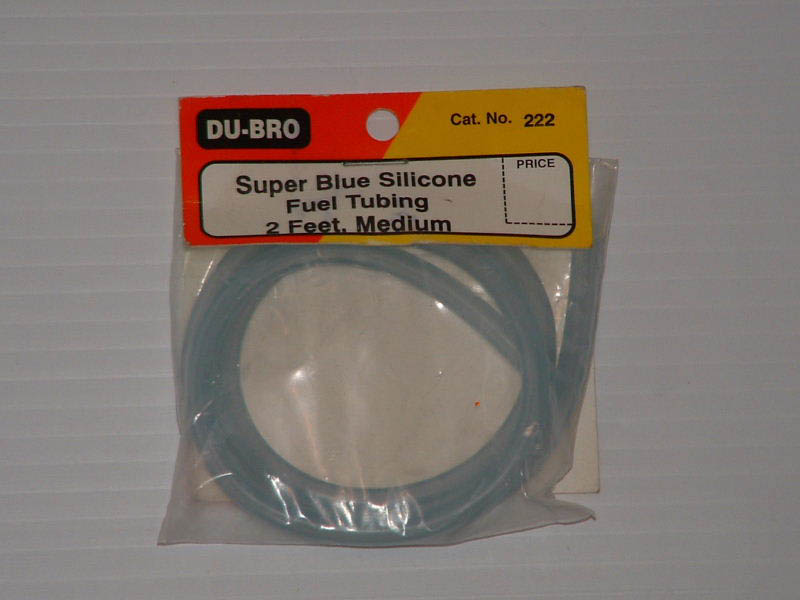 DU-BRO
Cat. No. 222
PRICE
Super Blue Silicone
Fuel Tubing
2 Feet, Medium